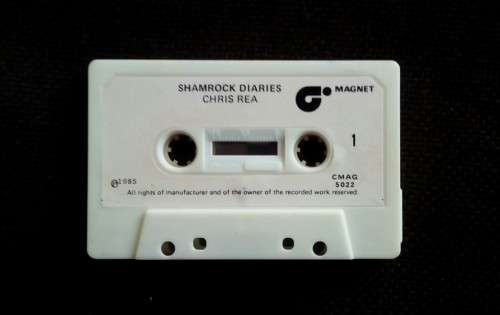 SHAMROCK DIARIES
CHRIS REA
MAGNET
1
℗1985
CMAG
5022
All rights of manufacturer and of the owner of the recorded work reserved.